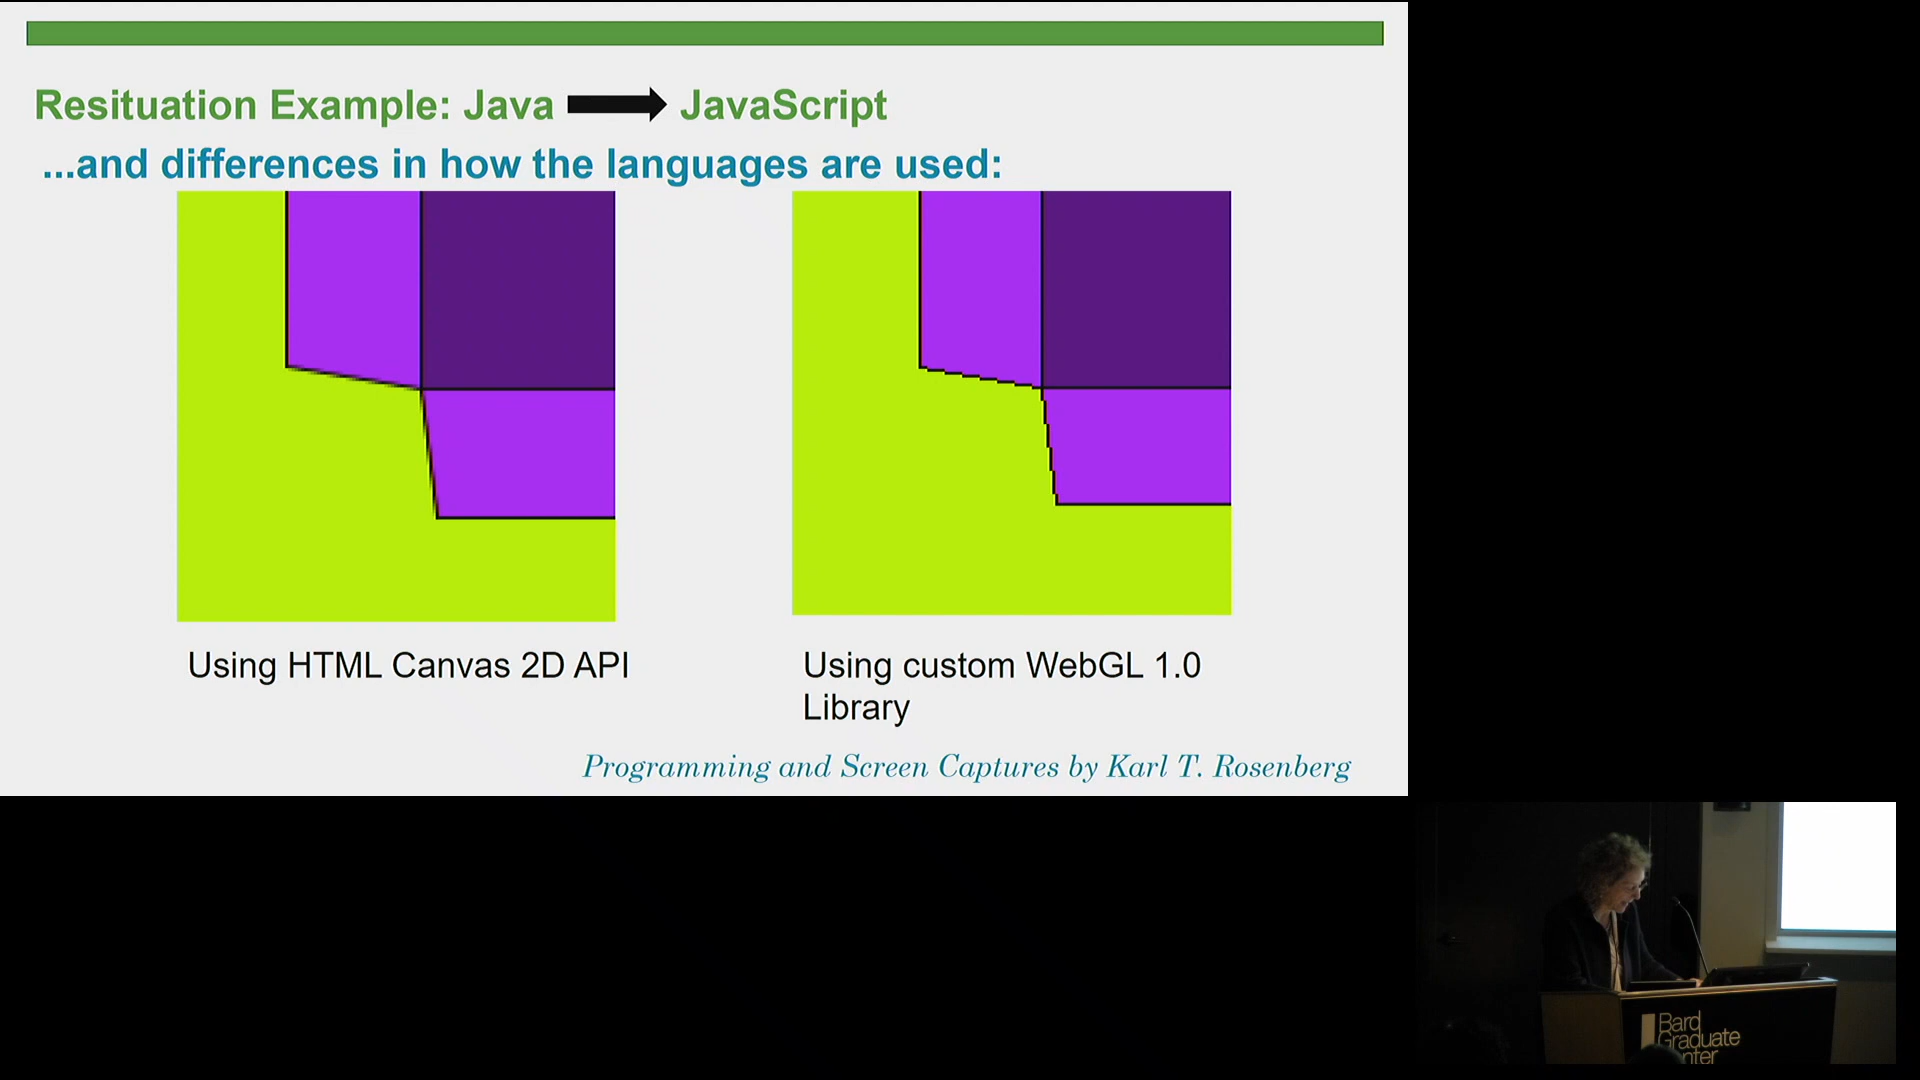 Resituation Example: Java JavaScript
...and differences in how the languages are used:
Using HTML Canvas 2D API
Using custom WebGL 1.0
Library
Programming and Screen Captures by Karl T. Rosenberg
Bard
Graduate